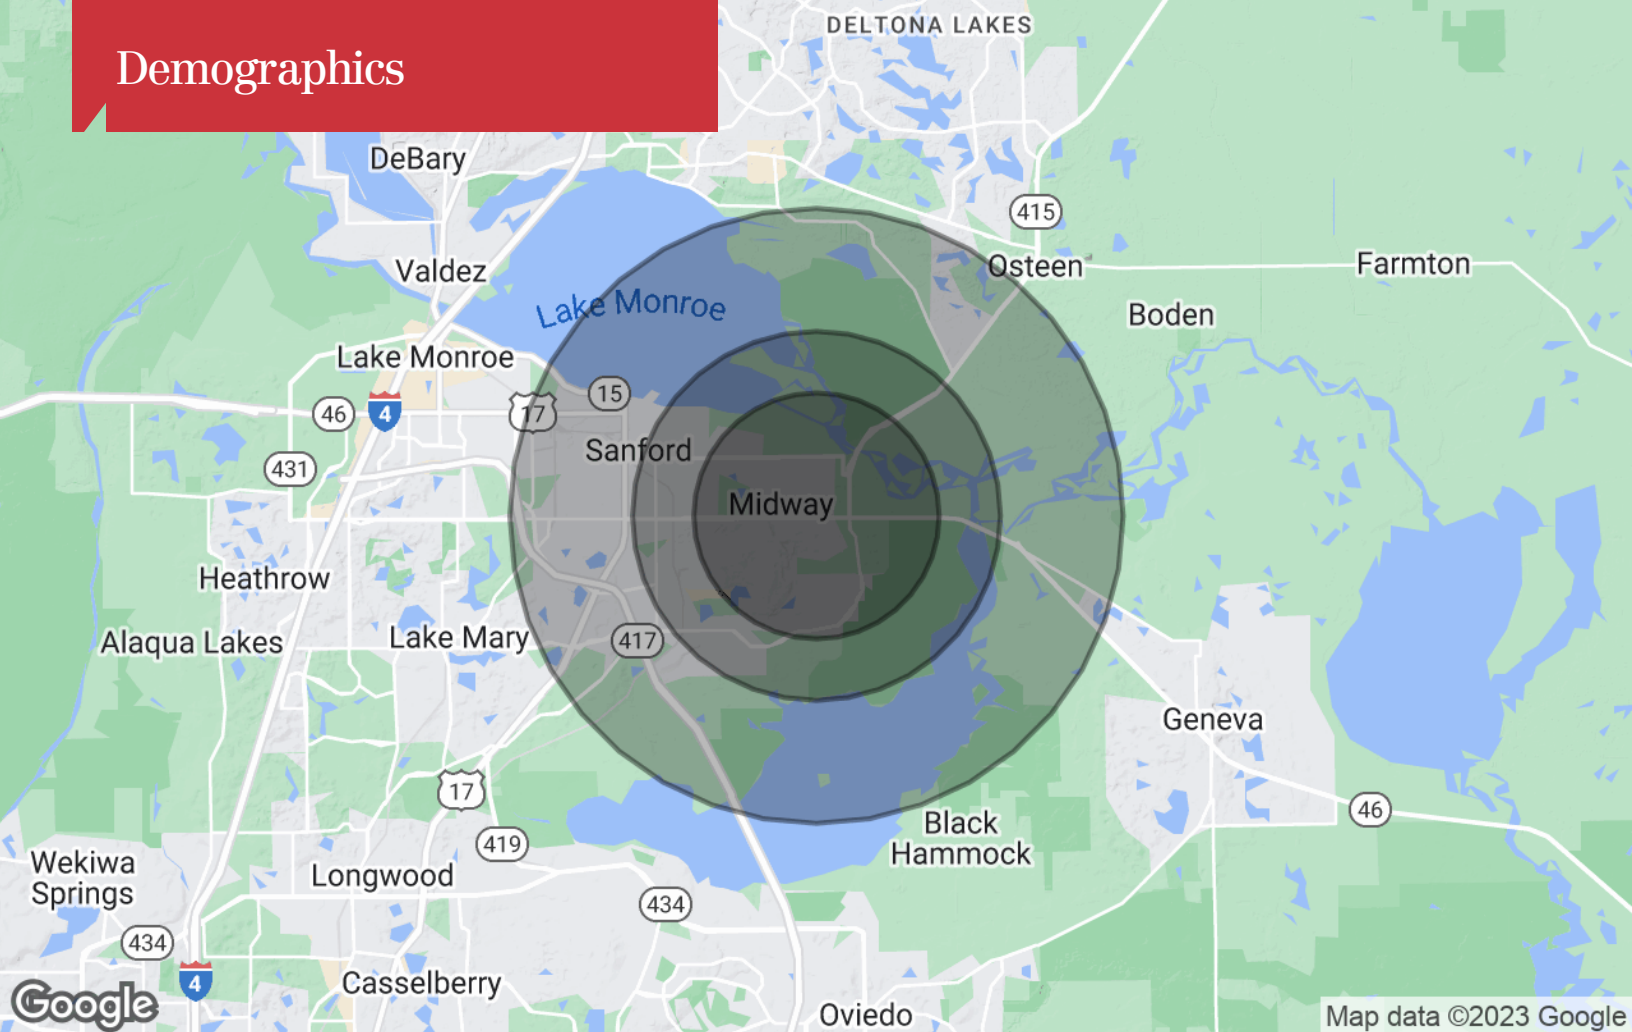 Demographics
DELTONA LAKES
DeBary
415
Valdez
Osteen
Farmton
Lake Monroe
Boden
Lake Monroe
15
46
4
17
Sanford
431
Midway
Heathrow
Alaqua Lakes
Lake Mary
417
Geneva
17
46
Black
Hammock
419
Wekiwa
Springs
Longwood
434
434
4
Casselberry
Google
Oviedo
Map data ©2023 Google